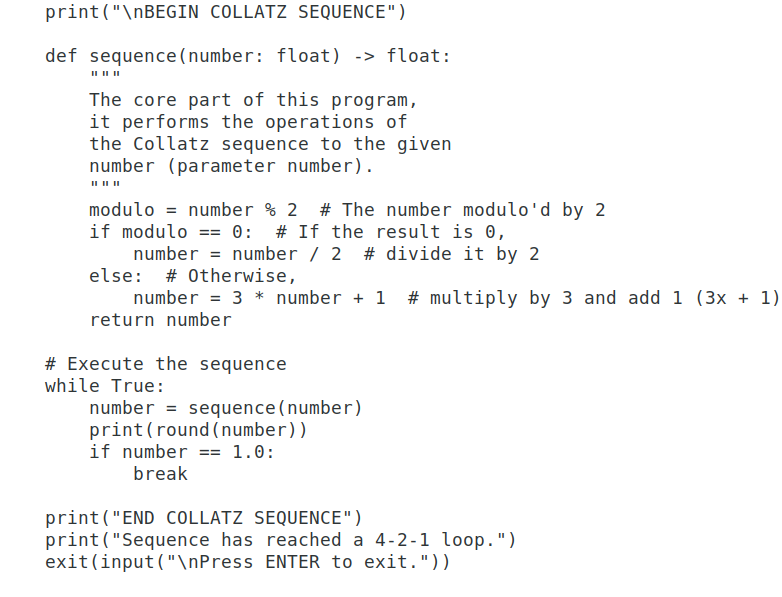 print("\nBEGIN COLLATZ SEQUENCE")

def sequence(number: float) -> float:
    """
    The core part of this program,
    it performs the operations of
    the Collatz sequence to the given
    number (parameter number).
    """
    modulo = number % 2  # The number modulo'd by 2
    if modulo == 0:  # If the result is 0,
        number = number / 2  # divide it by 2
    else:  # Otherwise,
        number = 3 * number + 1  # multiply by 3 and add 1 (3x + 1)
    return number

# Execute the sequence
while True:
    number = sequence(number)
    print(round(number))
    if number == 1.0:
        break

print("END COLLATZ SEQUENCE")
print("Sequence has reached a 4-2-1 loop.")
exit(input("\nPress ENTER to exit."))